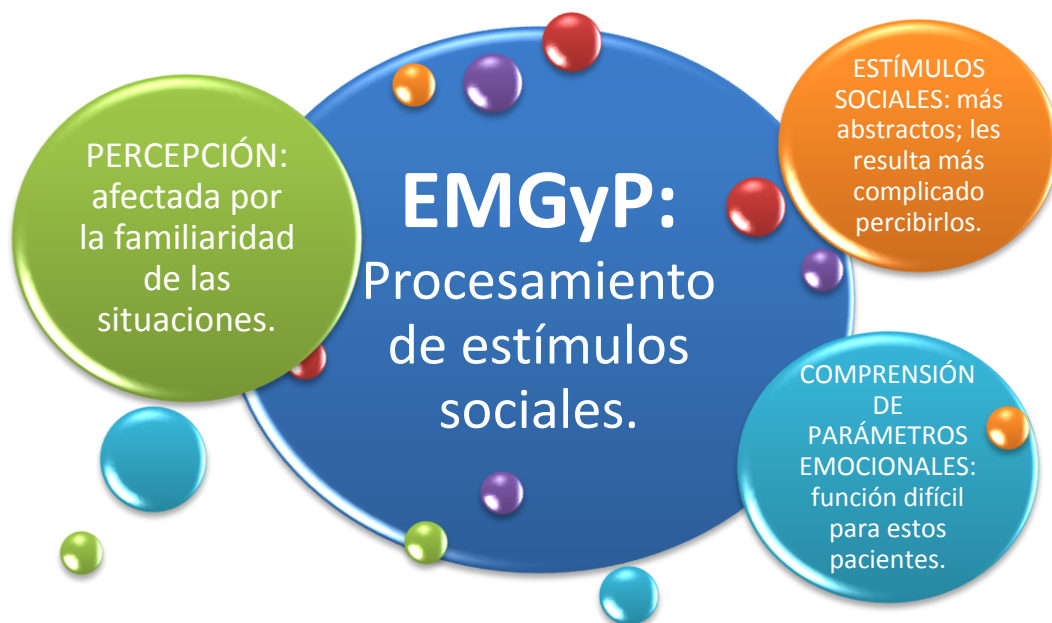 PERCEPCIÓN:
afectada por
la familiaridad
de las
situaciones.
EMGyP:
Procesamiento
de estímulos
sociales.
ESTÍMULOS
SOCIALES: más
abstractos; les
resulta más
complicado
percibirlos.
COMPRENSIÓN
DE
PARÁMETROS
EMOCIONALES:
función difícil
para estos
pacientes.